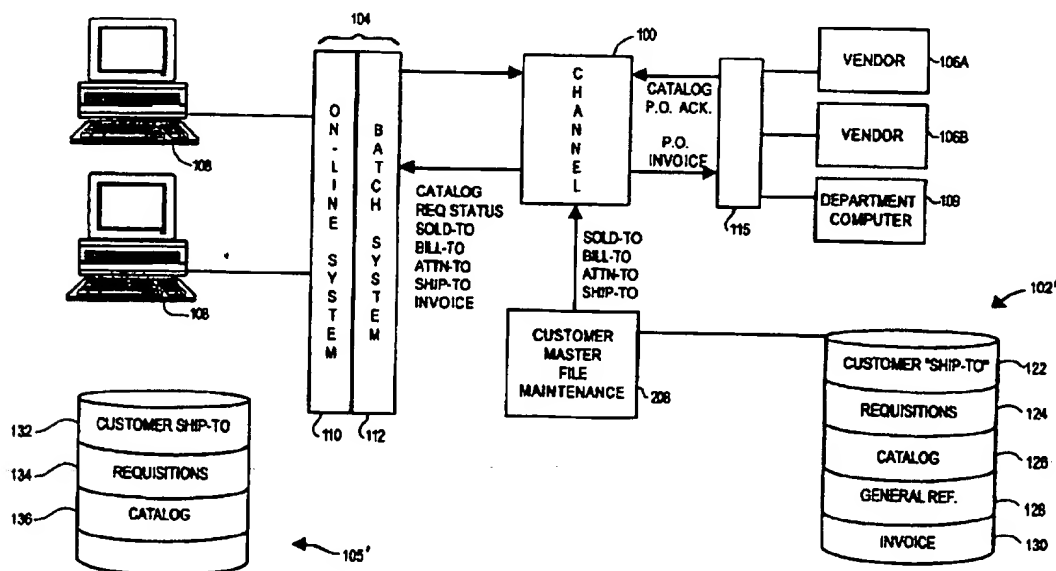 104
100
108
ON-LINE SYSTEM
BATCH SYSTEM
CHANNEL
CATALOG
P.O. ACK.
P.O.
INVOICE
115
VENDOR
106A
VENDOR
106B
DEPARTMENT
COMPUTER
109
CATALOG
REQ STATUS
SOLD-TO
BILL-TO
ATTN-TO
SHIP-TO
INVOICE
SOLD-TO
BILL-TO
ATTN-TO
SHIP-TO
108
110
112
CUSTOMER
MASTER
FILE
MAINTENANCE
208
102'
CUSTOMER "SHIP-TO"
122
REQUISITIONS
124
CATALOG
126
GENERAL REF.
128
INVOICE
130
132
CUSTOMER SHIP-TO
134
REQUISITIONS
136
CATALOG
105'